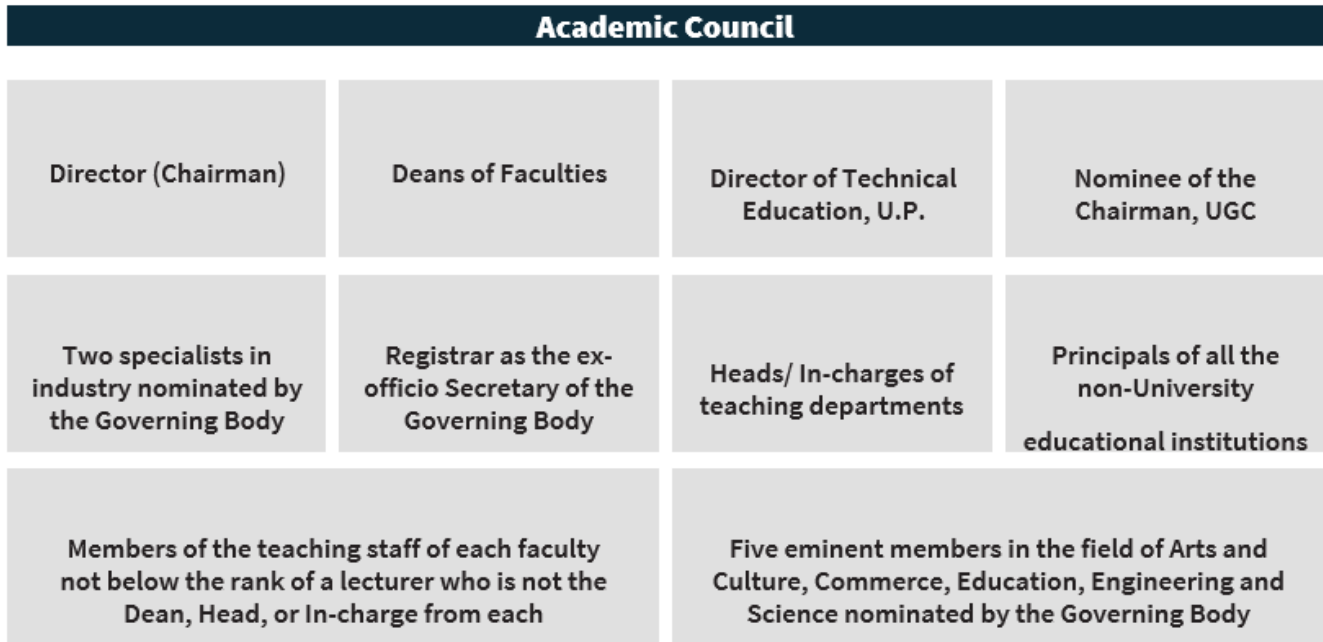 Academic Council
Director (Chairman)
Deans of Faculties
Director of Technical
Education, U.P.
Nominee of the
Chairman, UGC
Two specialists in
industry nominated by
the Governing Body
Registrar as the ex-
officio Secretary of the
Governing Body
Heads/ In-charges of
teaching departments
Principals of all the
non-University
educational institutions
Members of the teaching staff of each faculty
not below the rank of a lecturer who is not the
Dean, Head, or In-charge from each
Five eminent members in the field of Arts and
Culture, Commerce, Education, Engineering and
Science nominated by the Governing Body